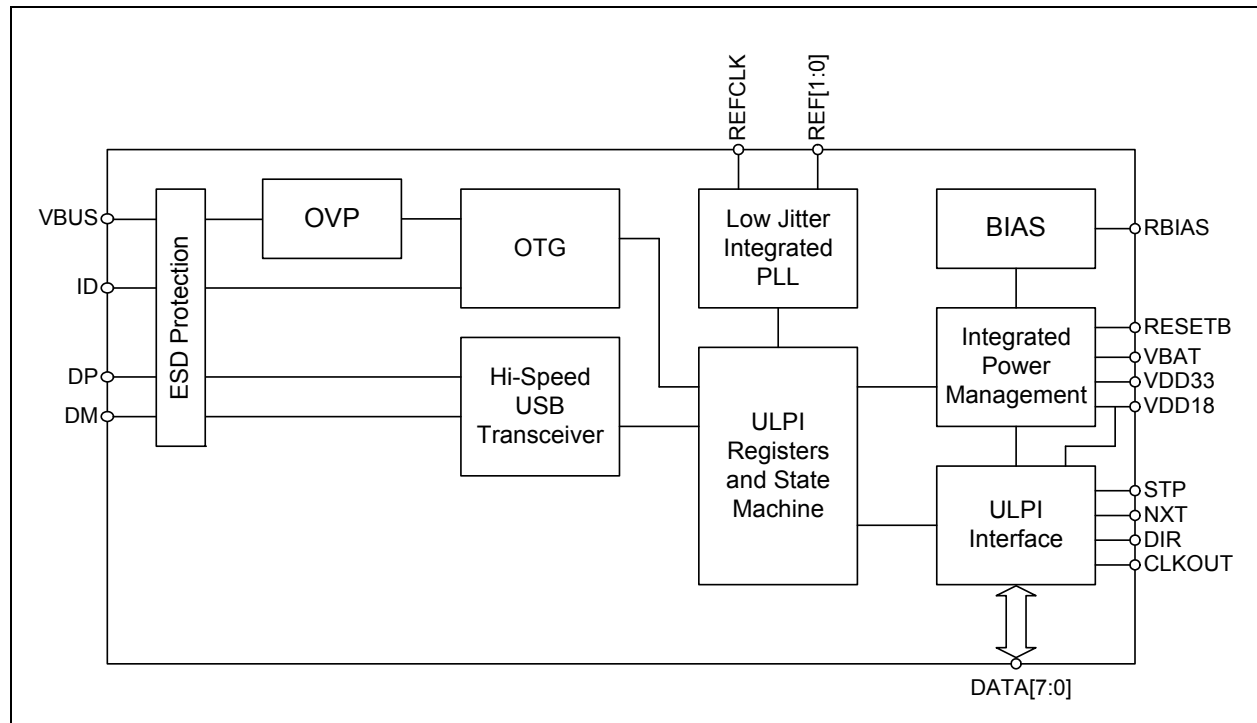 REFCLK
REF[1:0]
VBUS
ID
DP
DM
ESD Protection
OVP
OTG
Hi-Speed
USB
Transceiver
Low Jitter
Integrated
PLL
ULPI
Registers
and State
Machine
BIAS
Integrated
Power
Management
ULPI
Interface
RBIAS
RESETB
VBAT
VDD33
VDD18
STP
NXT
DIR
CLKOUT
DATA[7:0]